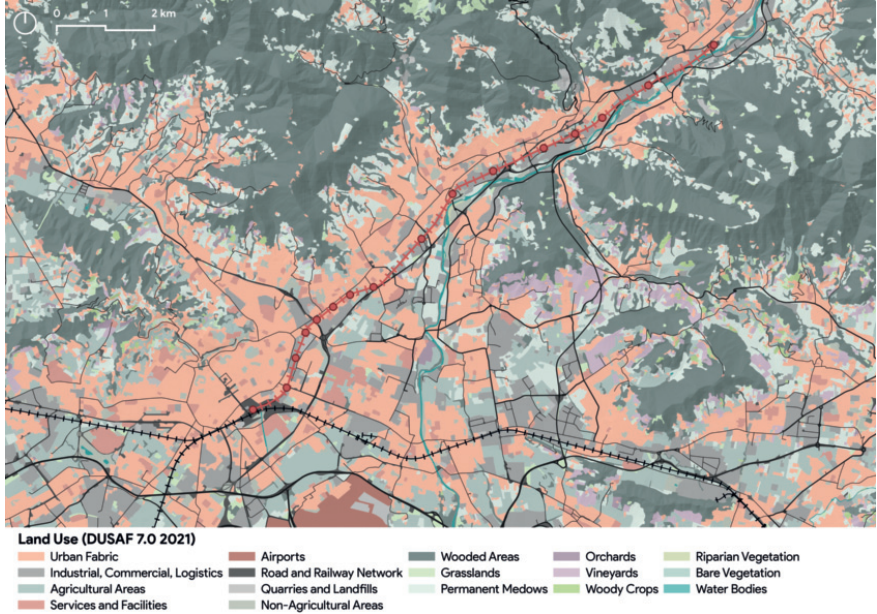 0 1 2 km
Land Use (DUSAF 7.0 2021)
Urban Fabric
Industrial, Commercial, Logistics
Agricultural Areas
Services and Facilities
Airports
Road and Railway Network
Quarries and Landfills
Non-Agricultural Areas
Wooded Areas
Grasslands
Permanent Medows
Orchards
Vineyards
Woody Crops
Riparian Vegetation
Bare Vegetation
Water Bodies